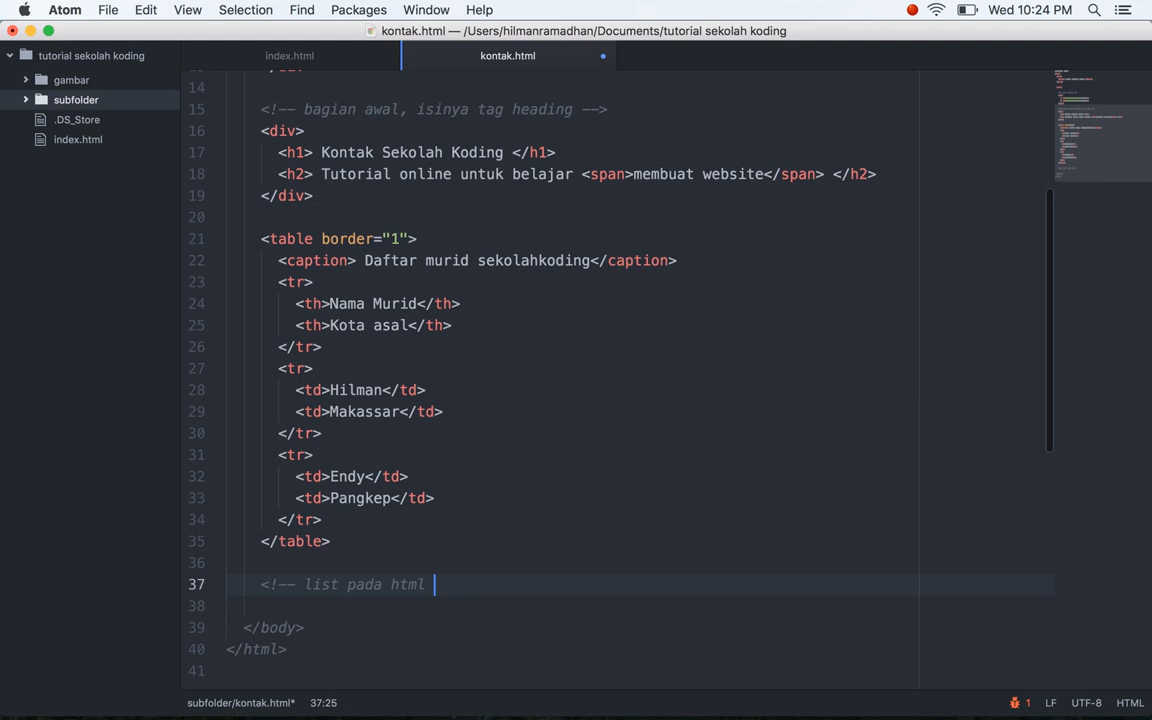 Atom File Edit View Selection Find Packages Window Help Wed 10:24 PM
kontak.html — /Users/hilmanramadhan/Documents/tutorial sekolah koding
tutorial sekolah koding
gambar
subfolder
.DS_Store
index.html
index.html kontak.html
14
15 <!-- bagian awal, isinya tag heading -->
16 <div>
17 <h1> Kontak Sekolah Koding </h1>
18 <h2> Tutorial online untuk belajar <span>membuat website</span> </h2>
19 </div>
20
21 <table border="1">
22 <caption> Daftar murid sekolahkoding</caption>
23 <tr>
24 <th>Nama Murid</th>
25 <th>Kota asal</th>
26 </tr>
27 <tr>
28 <td>Hilman</td>
29 <td>Makassar</td>
30 </tr>
31 <tr>
32 <td>Endy</td>
33 <td>Pangkep</td>
34 </tr>
35 </table>
36
37 <!-- list pada html
38
39 </body>
40 </html>
41
subfolder/kontak.html* 37:25 1 LF UTF-8 HTML